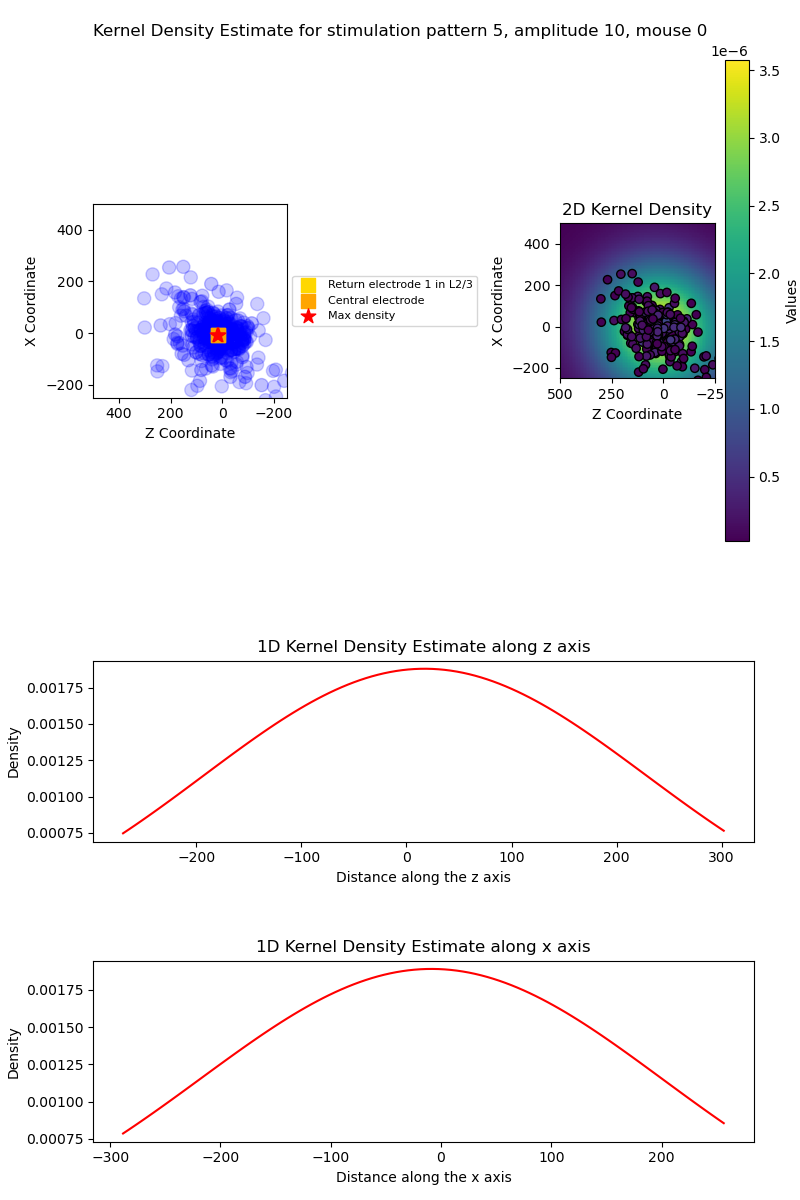 Kernel Density Estimate for stimulation pattern 5, amplitude 10, mouse 0
X Coordinate
400
200
0
−200
400
200
0
−200
Z Coordinate
Return electrode 1 in L2/3
Central electrode
Max density
2D Kernel Density
X Coordinate
400
200
0
−200
500
250
0
−25
Z Coordinate
1e−6
3.5
3.0
2.5
2.0
1.5
1.0
0.5
Values
1D Kernel Density Estimate along z axis
Density
0.00175
0.00150
0.00125
0.00100
0.00075
−200
−100
0
100
200
300
Distance along the z axis
1D Kernel Density Estimate along x axis
Density
0.00175
0.00150
0.00125
0.00100
0.00075
−300
−200
−100
0
100
200
Distance along the x axis